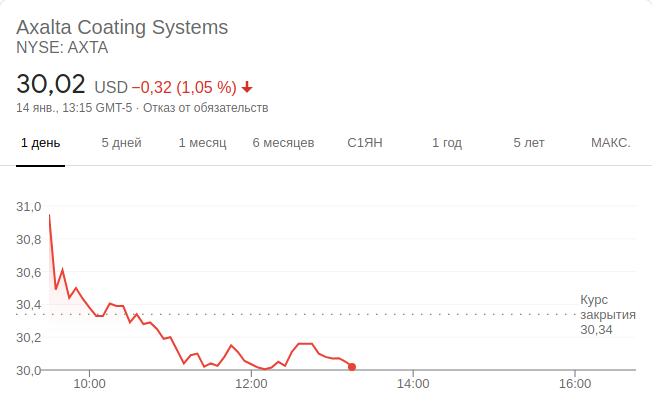 Axalta Coating Systems
NYSE: AXTA
30,02 USD −0,32 (1,05 %)
14 янв., 13:15 GMT-5 · Отказ от обязательств
1 день 5 дней 1 месяц 6 месяцев С1ЯН 1 год 5 лет МАКС.
31,0
30,8
30,6
30,4
30,2
30,0
Курс
закрытия
30,34
10:00 12:00 14:00 16:00